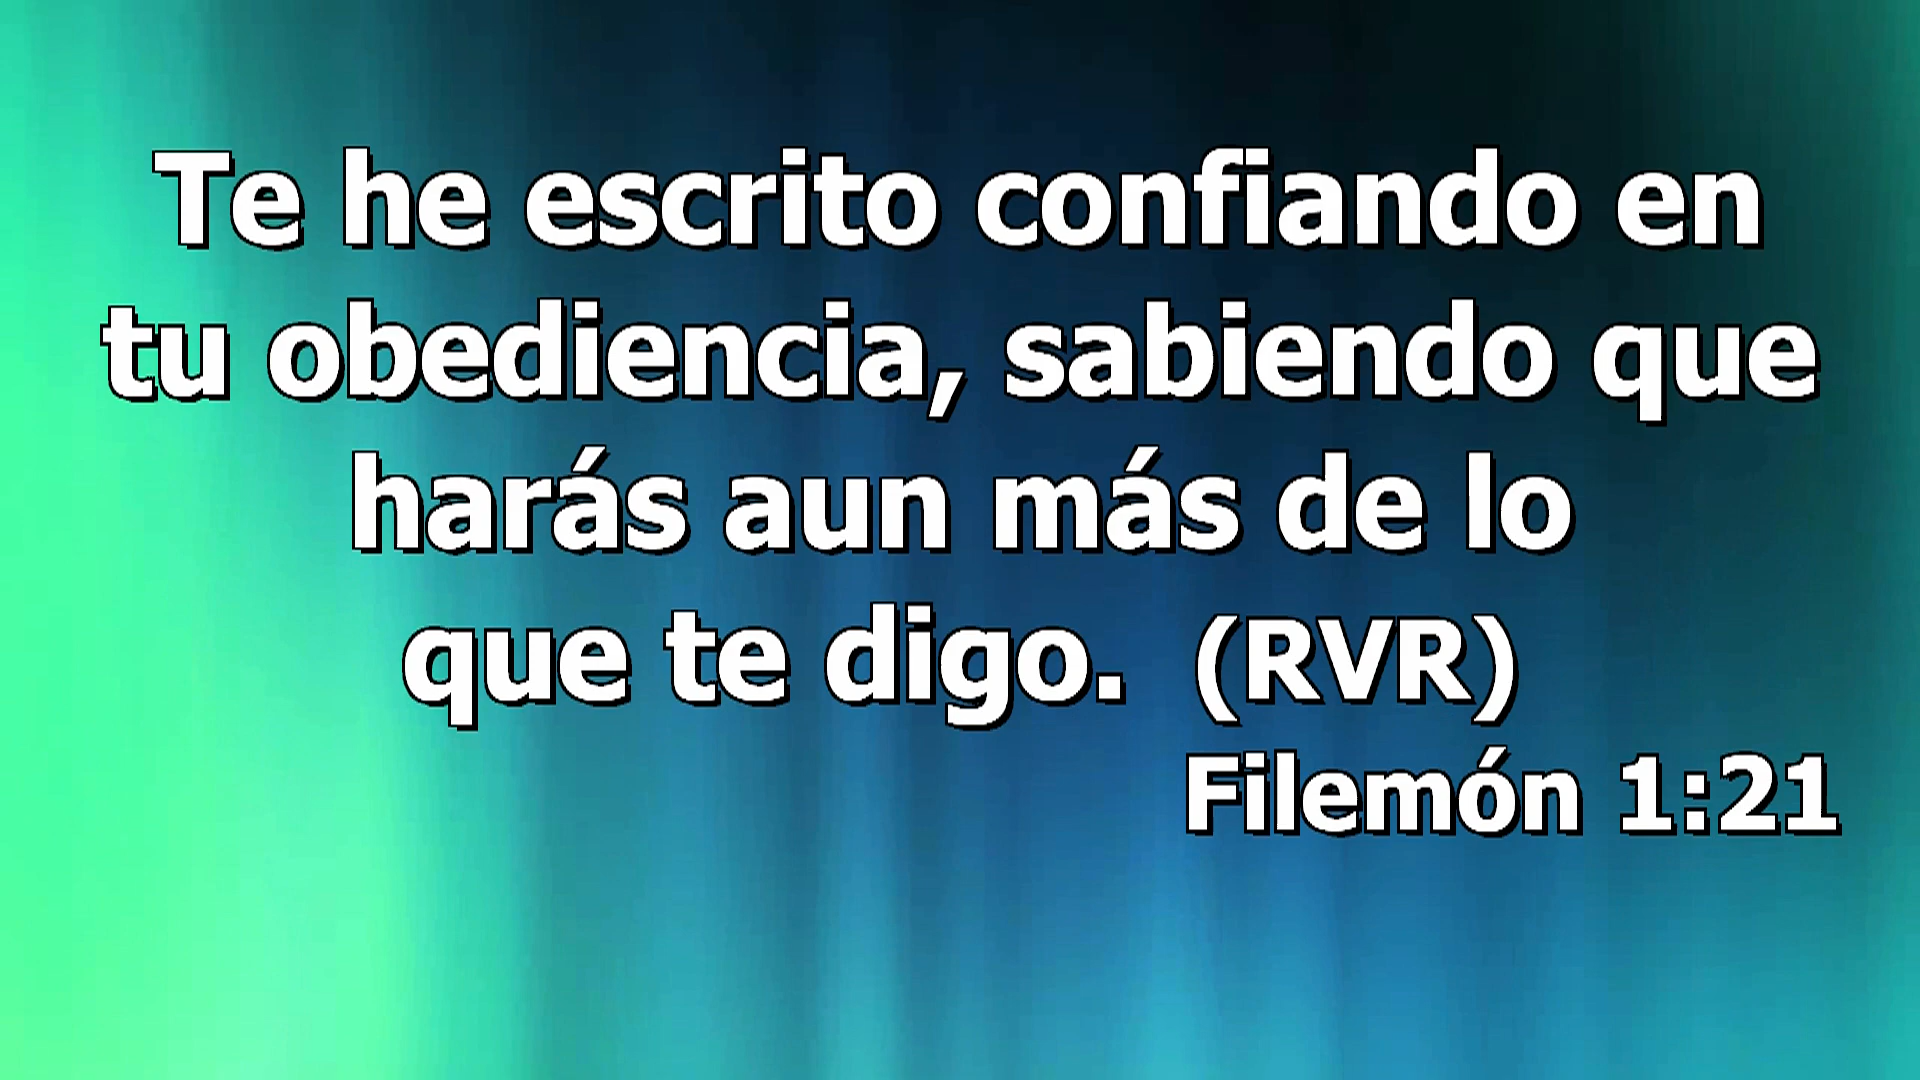 Te he escrito confiando en
tu obediencia, sabiendo que
harás aun más de lo
que te digo.  (RVR)
Filemón 1:21